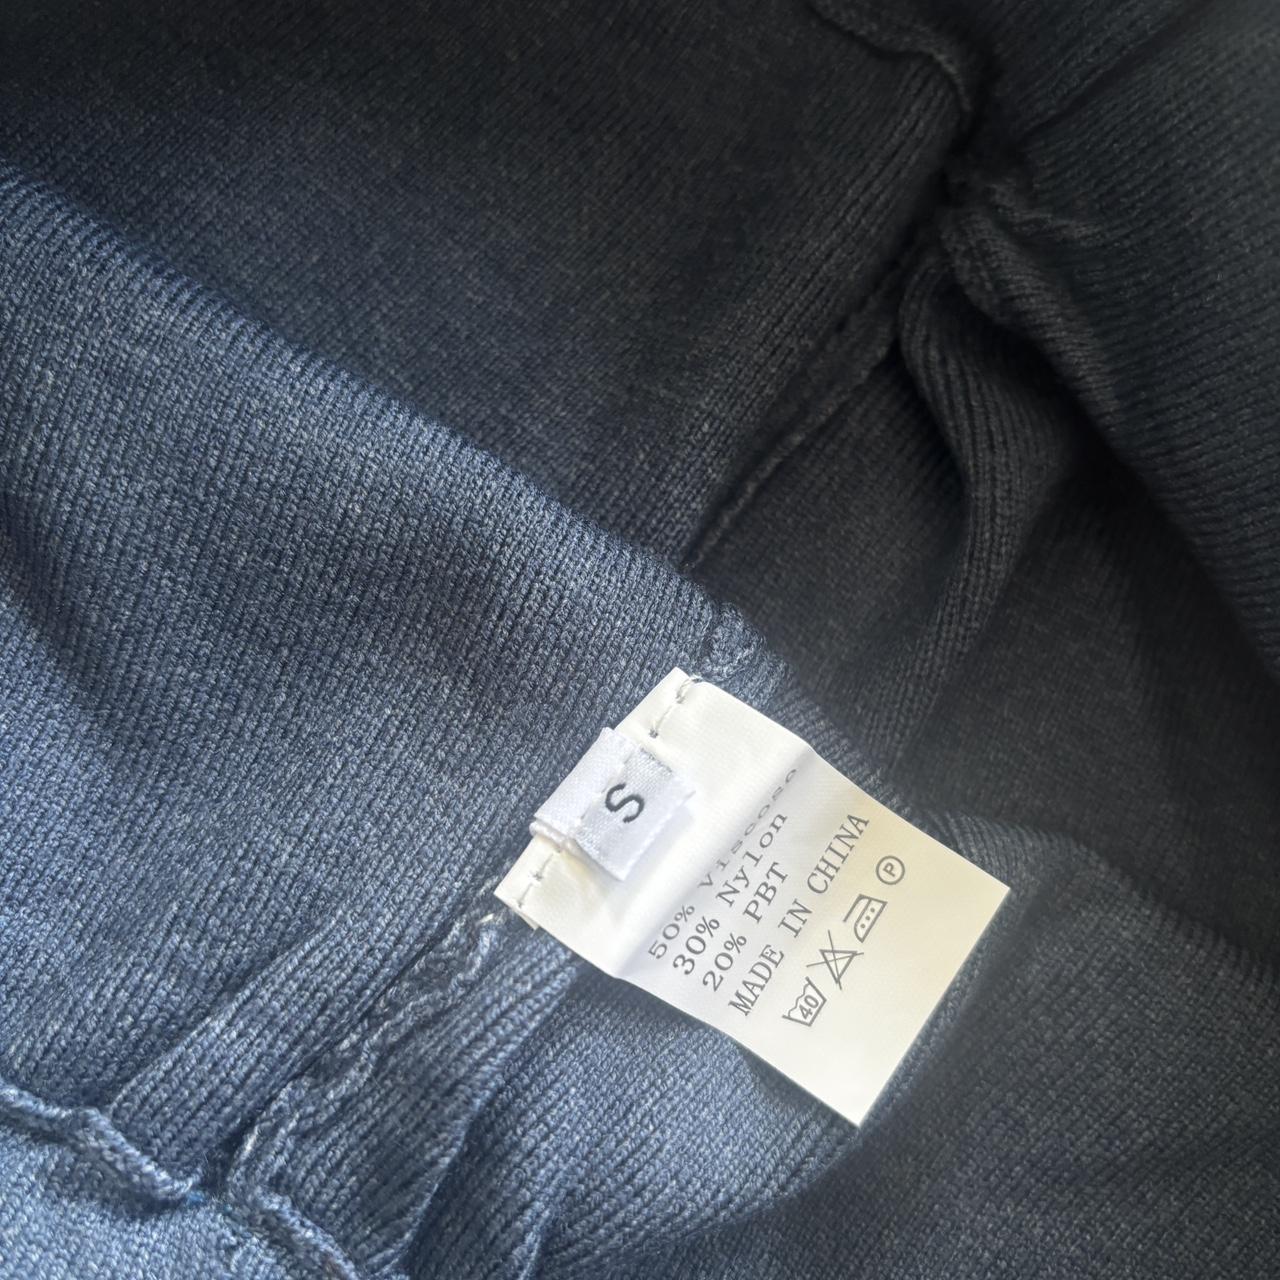 S
50% Viscose
30% Nylon
20% PBT
MADE IN CHINA
40 P